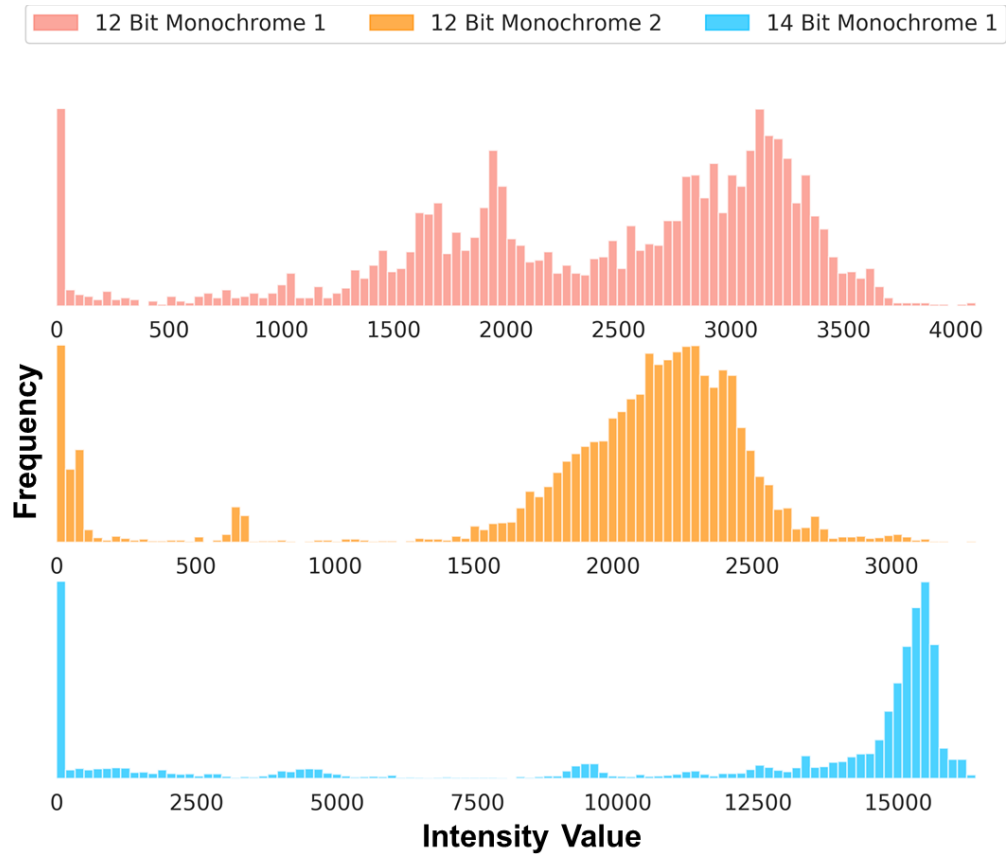 12 Bit Monochrome 1 12 Bit Monochrome 2 14 Bit Monochrome 1
0 500 1000 1500 2000 2500 3000 3500 4000
Frequency
0 500 1000 1500 2000 2500 3000
0 2500 5000 7500 10000 12500 15000
Intensity Value